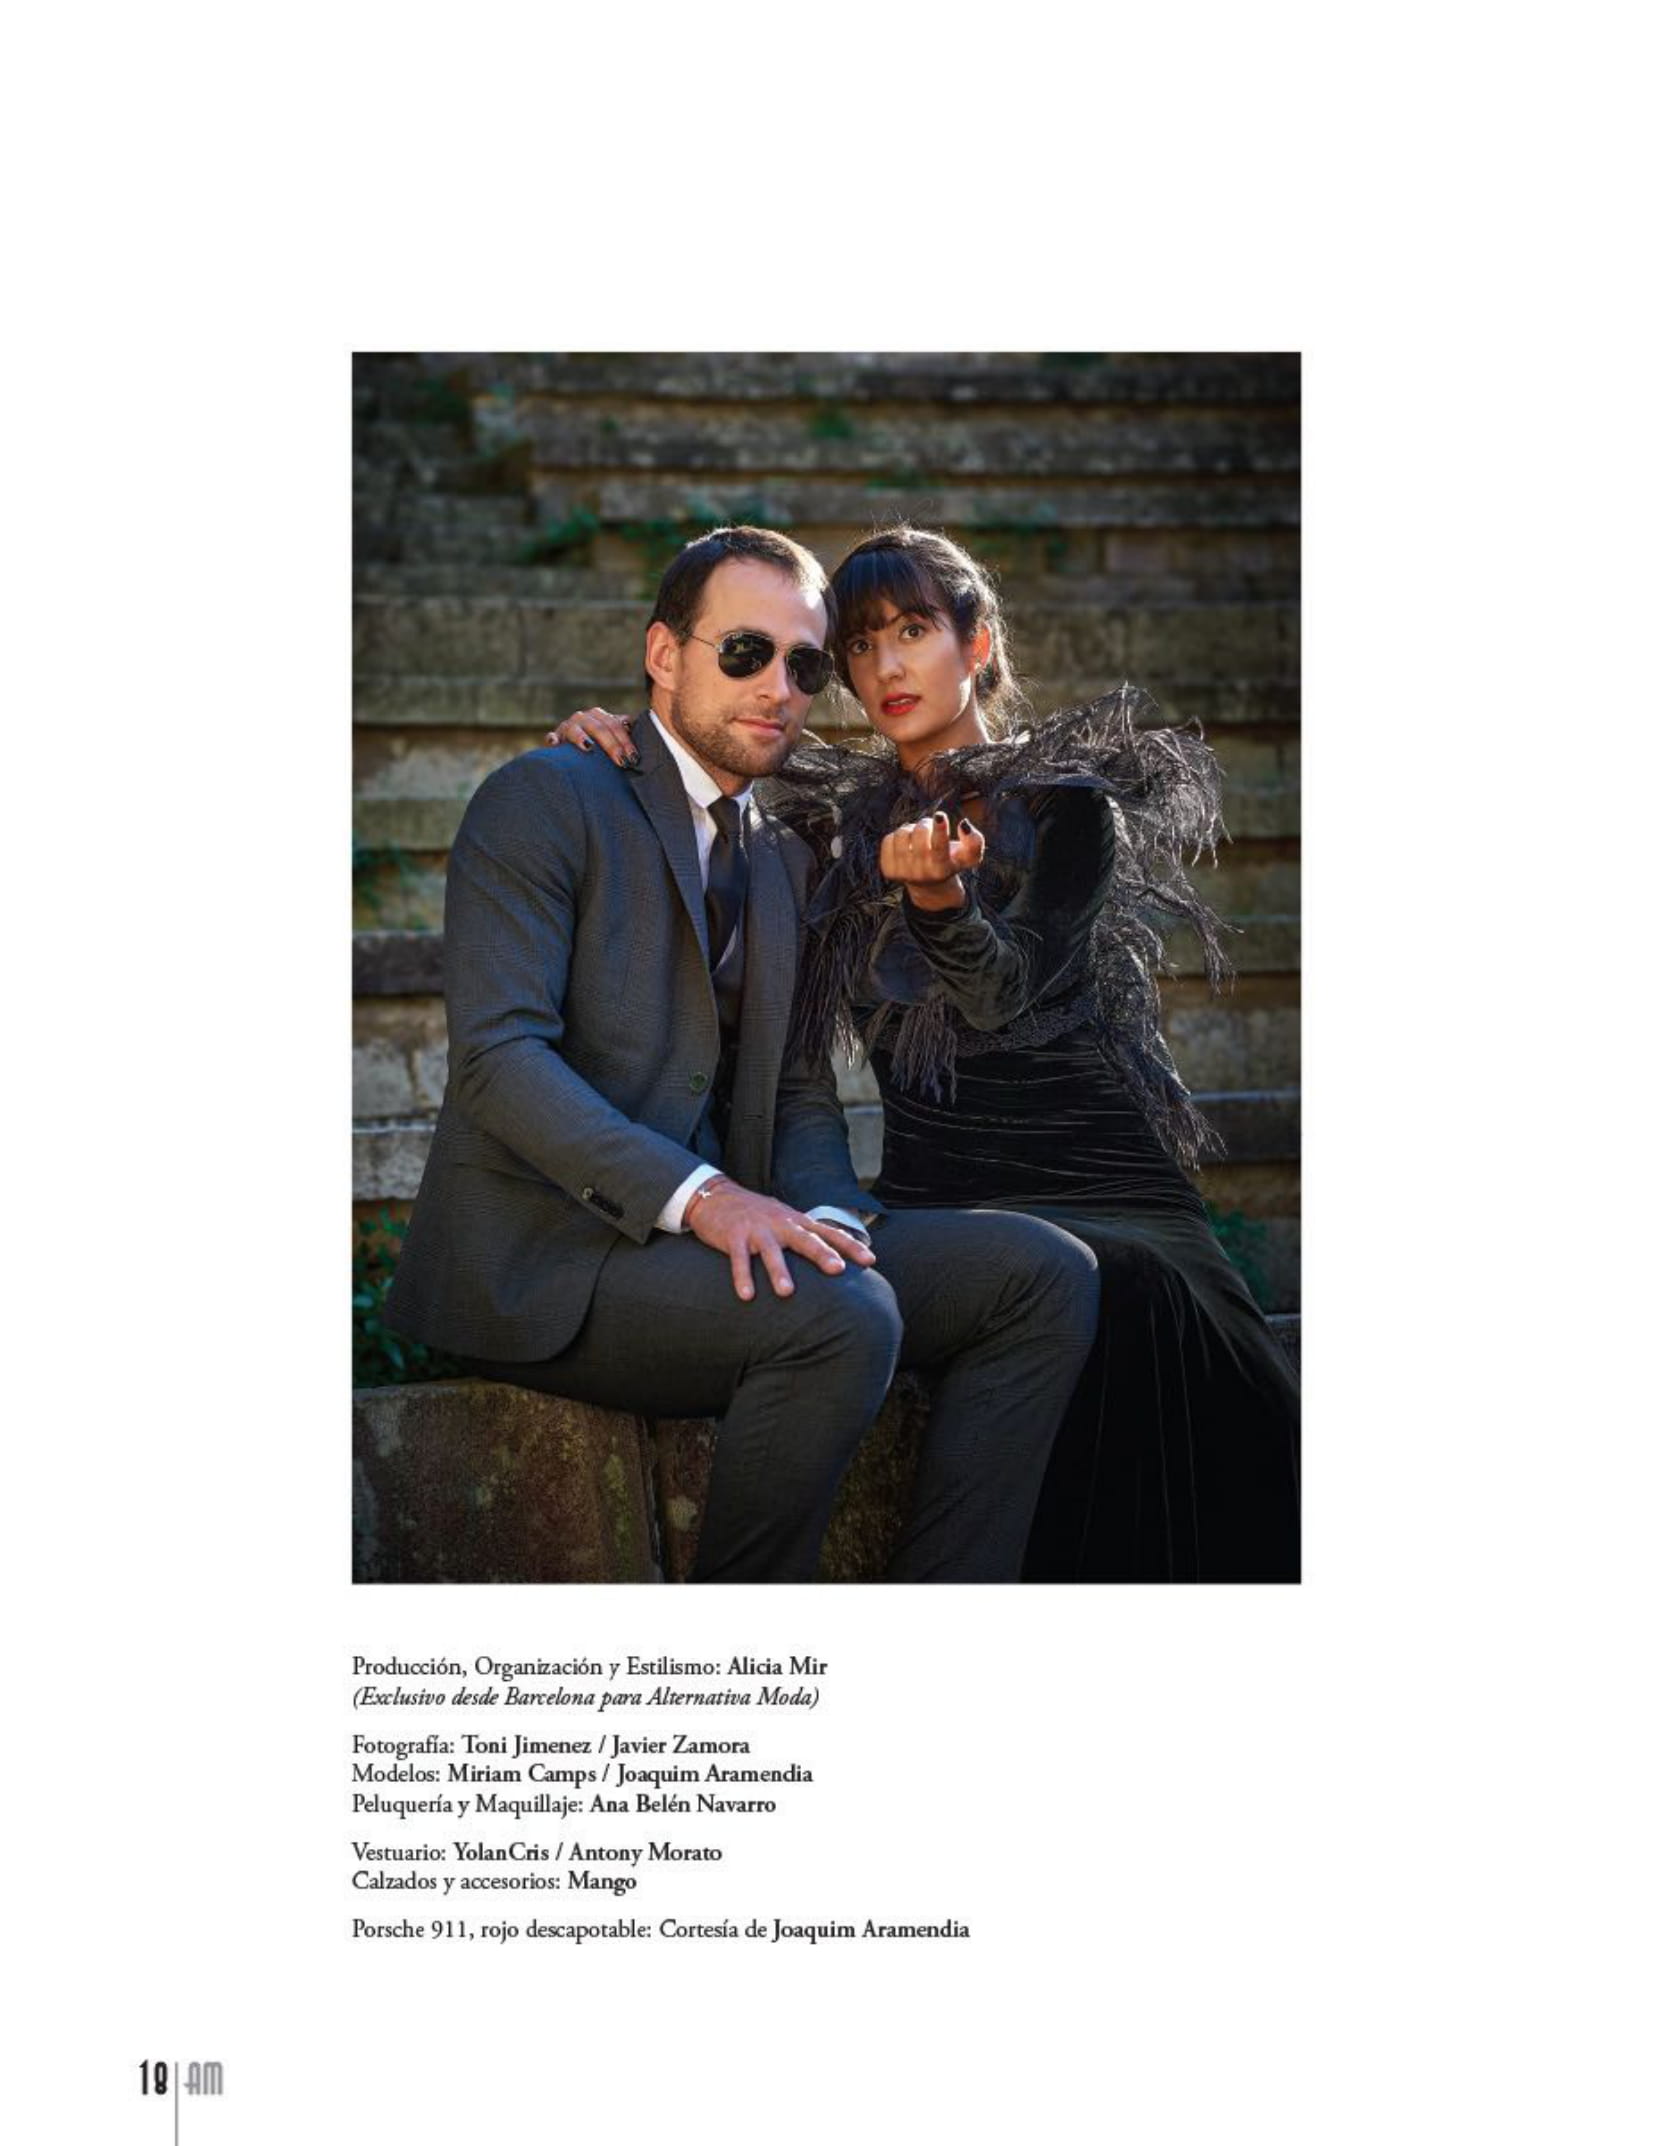 Producción, Organización y Estilismo: Alicia Mir
(Exclusivo desde Barcelona para Alternativa Moda)
Fotografía: Toni Jimenez / Javier Zamora
Modelos: Miriam Camps / Joaquim Aramendia
Peluquería y Maquillaje: Ana Belén Navarro
Vestuario: YolanCris / Antony Morato
Calzados y accesorios: Mango
Porsche 911, rojo descapotable: Cortesía de Joaquim Aramendia
18 AM